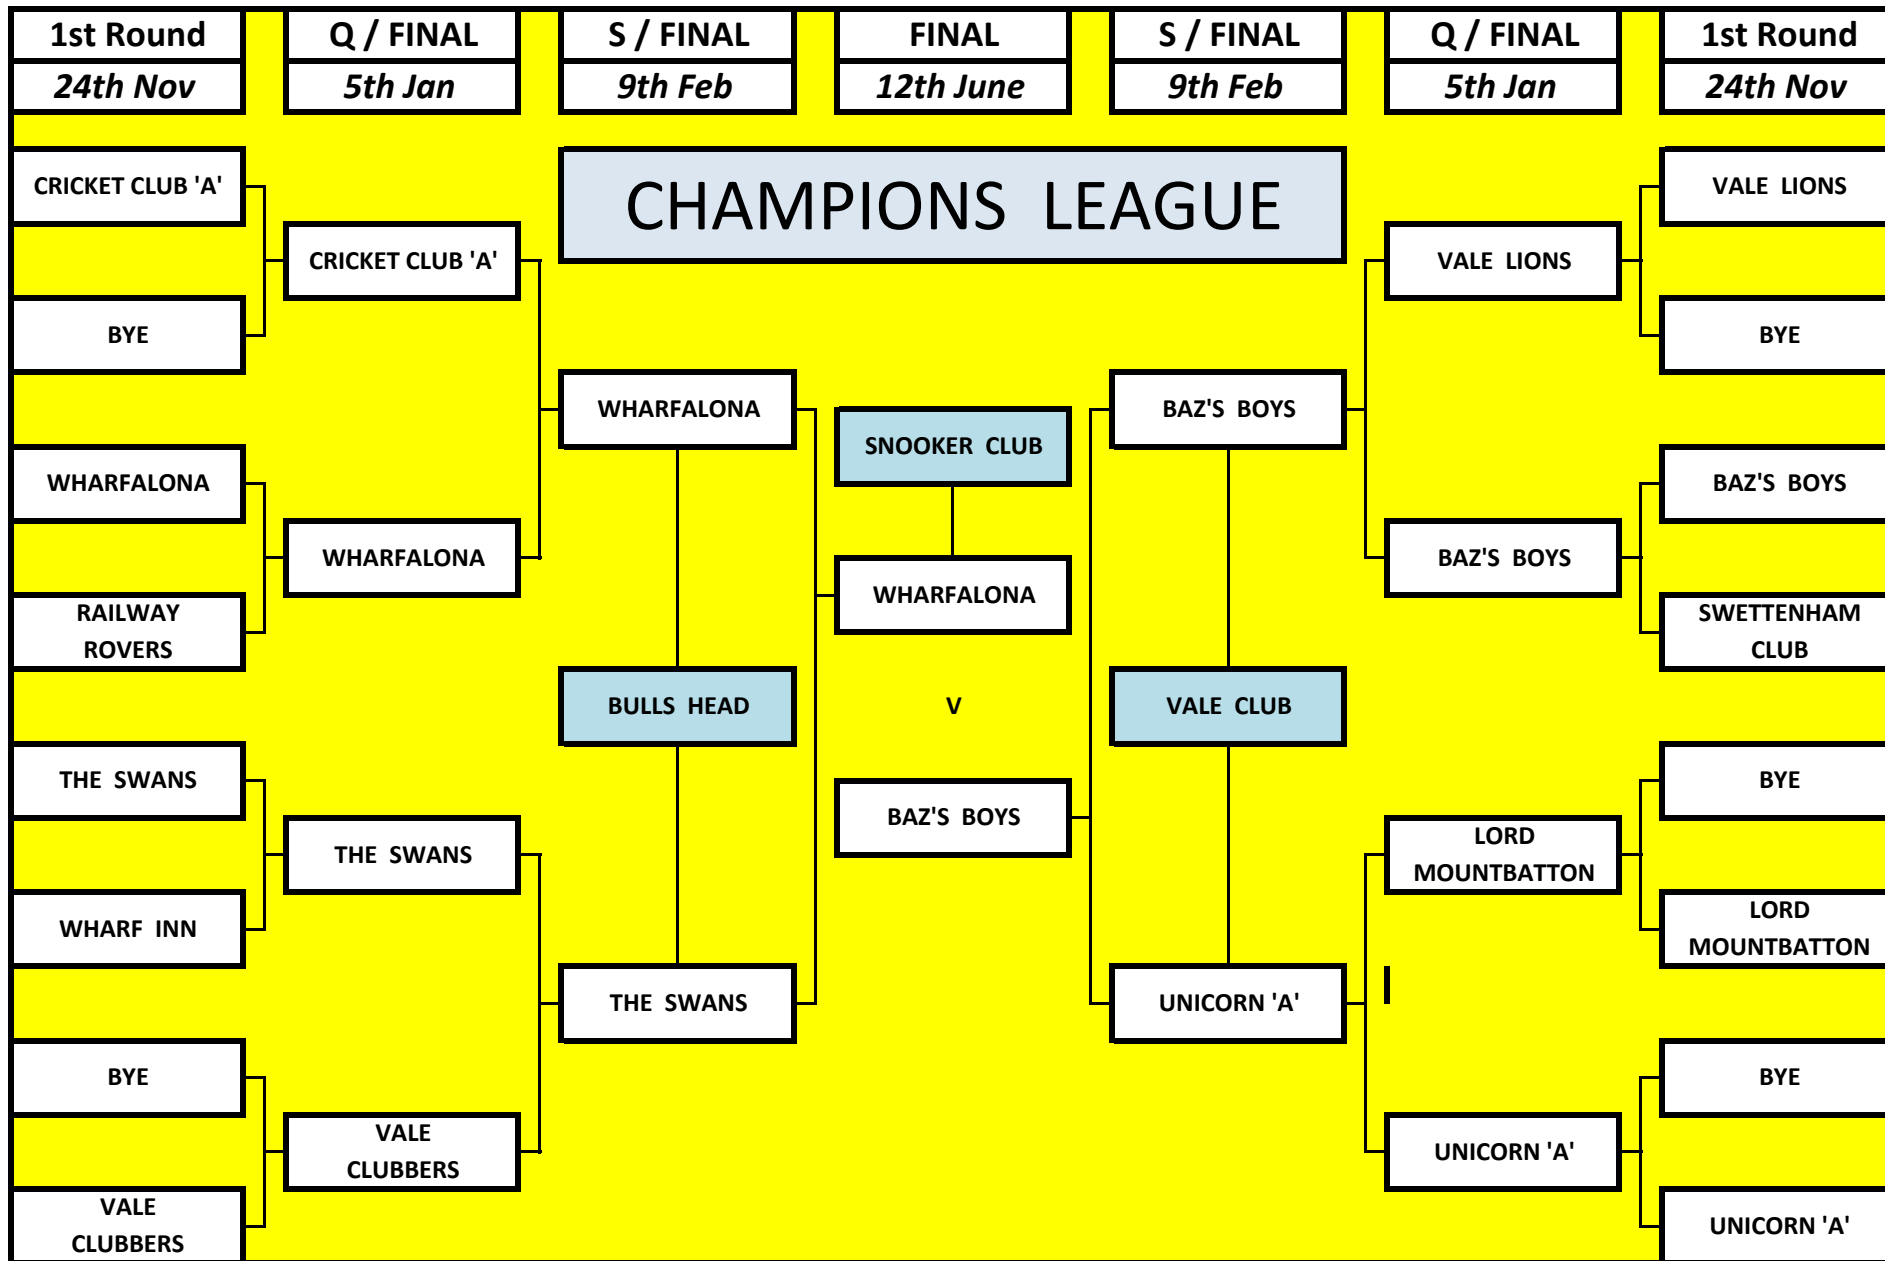 1st Round
Q / FINAL
S / FINAL
FINAL
S / FINAL
Q / FINAL
1st Round
24th Nov
5th Jan
9th Feb
12th June
9th Feb
5th Jan
24th Nov
CHAMPIONS LEAGUE
CRICKET CLUB 'A'
VALE LIONS
CRICKET CLUB 'A'
VALE LIONS
BYE
BYE
WHARFALONA
BAZ'S BOYS
SNOOKER CLUB
WHARFALONA
BAZ'S BOYS
WHARFALONA
BAZ'S BOYS
WHARFALONA
RAILWAY
ROVERS
SWETTENHAM
CLUB
BULLS HEAD
V
VALE CLUB
THE SWANS
BYE
BAZ'S BOYS
THE SWANS
LORD
MOUNTBATTON
WHARF INN
LORD
MOUNTBATTON
THE SWANS
UNICORN 'A'
BYE
BYE
VALE
CLUBBERS
UNICORN 'A'
VALE
CLUBBERS
UNICORN 'A'